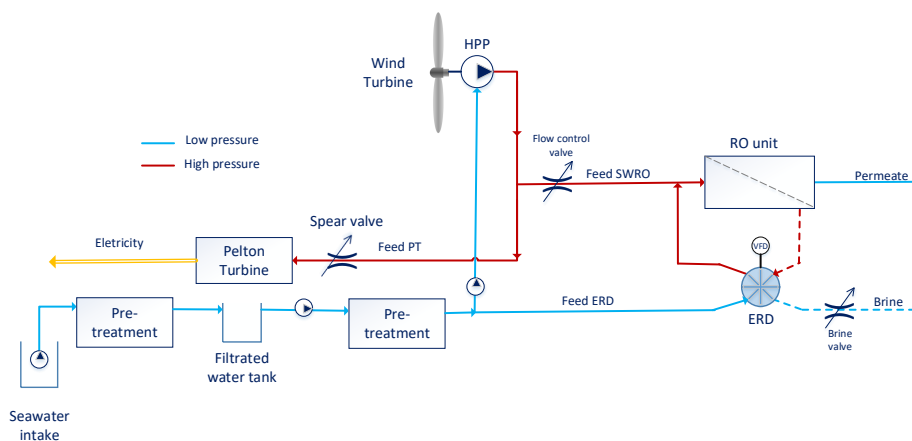 HPP
Wind
Turbine
Low pressure
High pressure
Flow control
valve
RO unit
Feed SWRO
Permeate
Spear valve
Eletricity
Pelton
Turbine
Feed PT
VFD
Pre-
treatment
Pre-
treatment
Feed ERD
ERD
Brine
Brine
valve
Filtrated
water tank
Seawater
intake